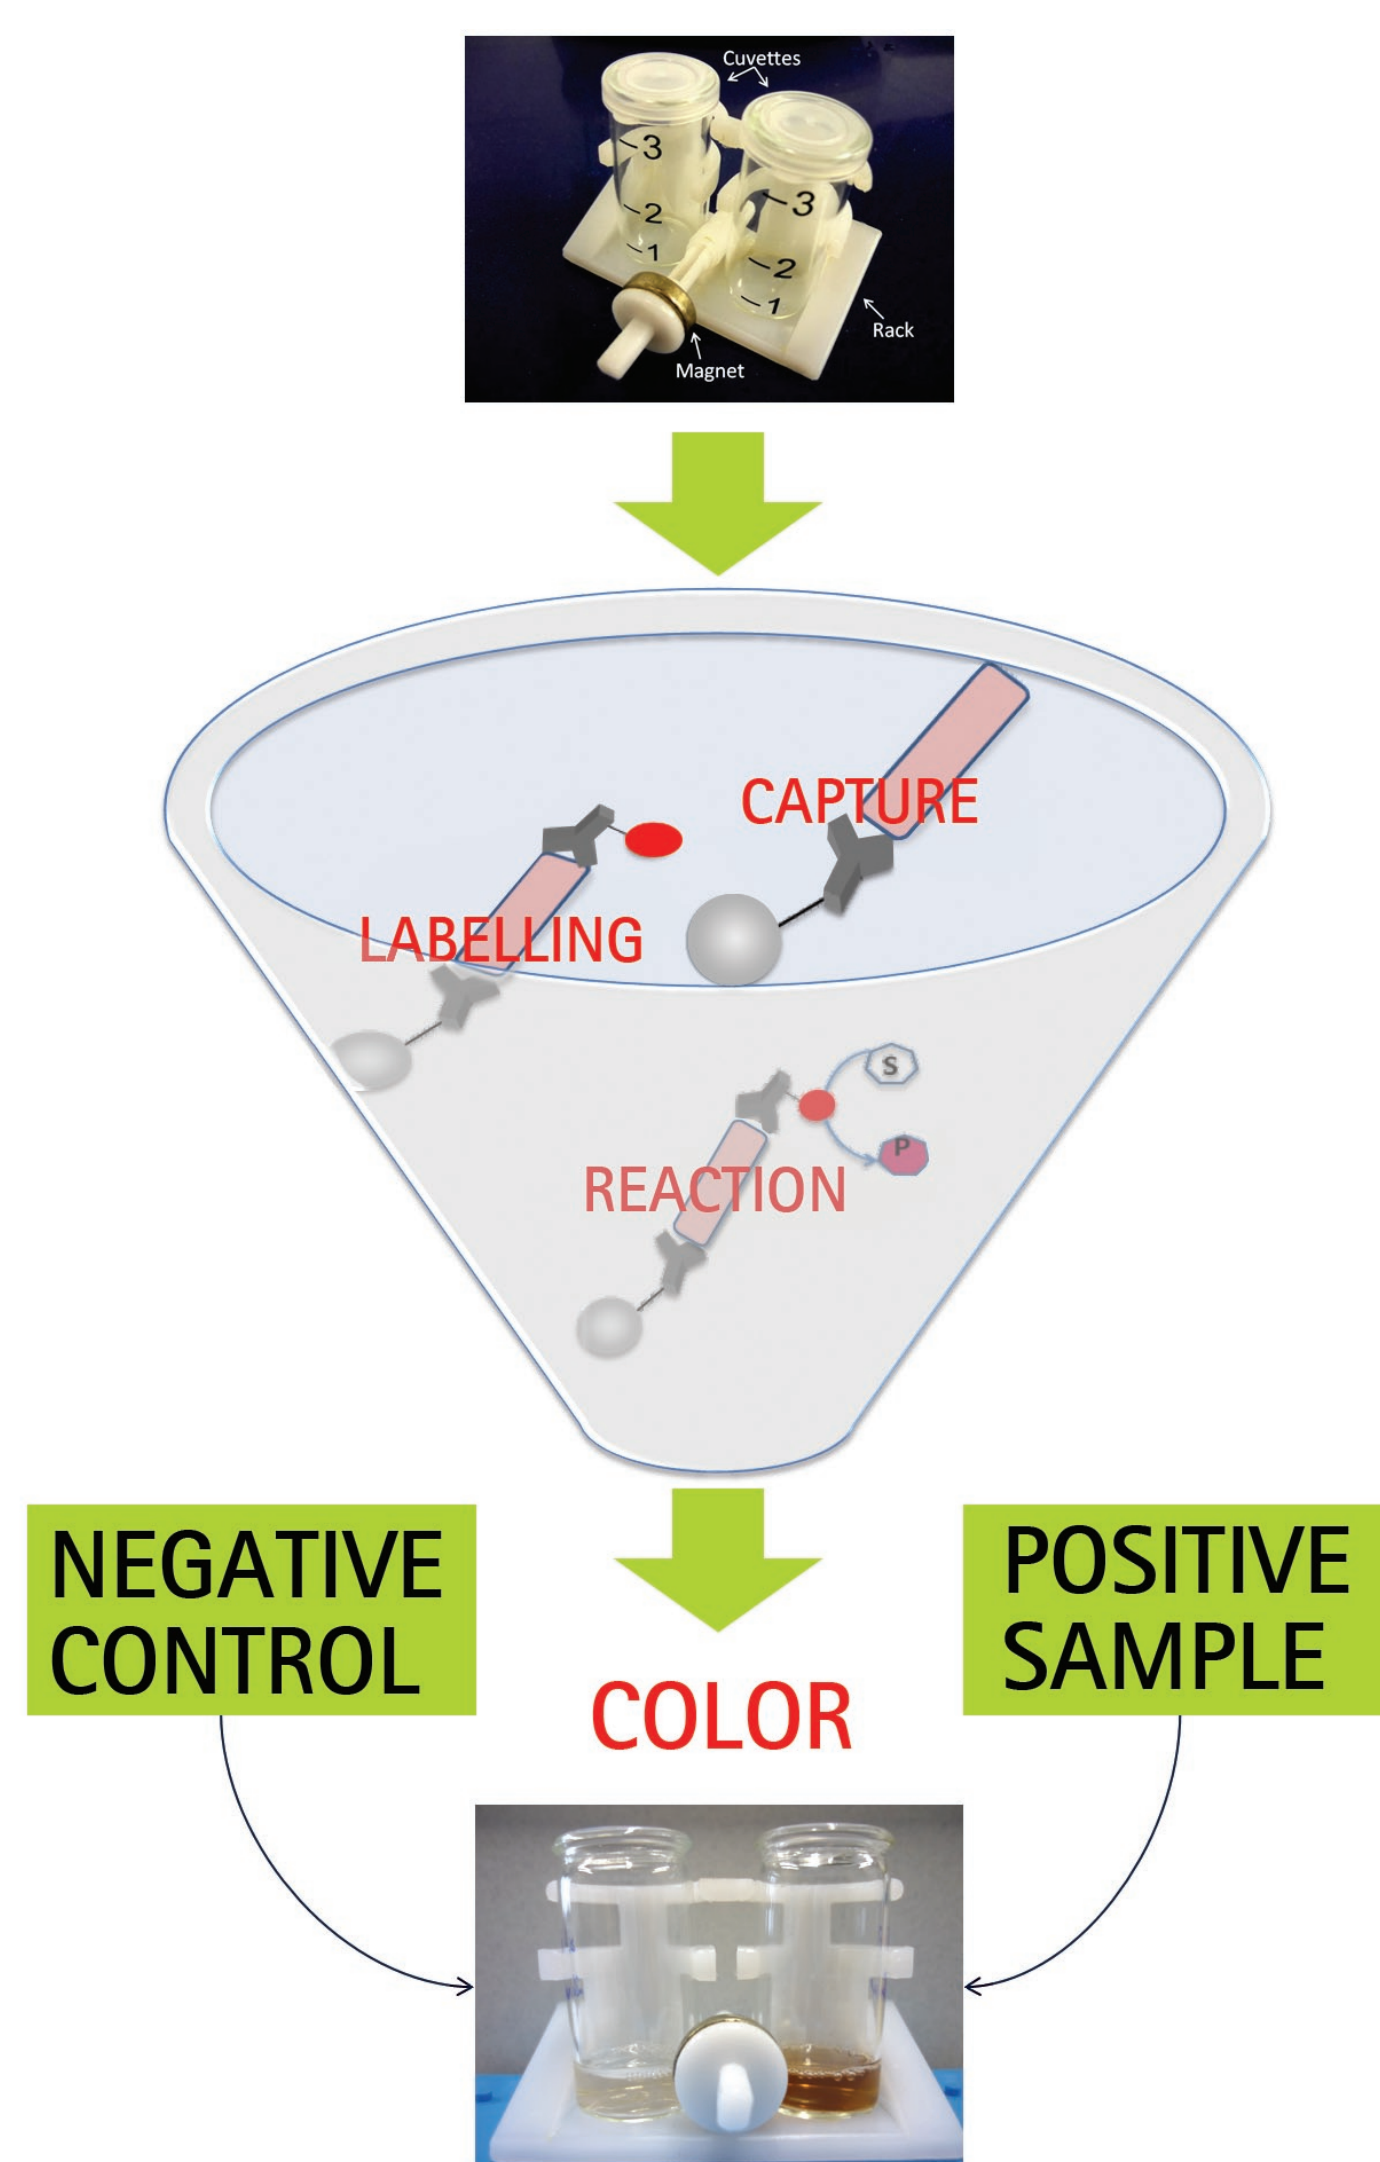 Cuvettes
3
2
1
3
2
1
Rack
Magnet
CAPTURE
LABELLING
S
P
REACTION
NEGATIVE
CONTROL
POSITIVE
SAMPLE
COLOR